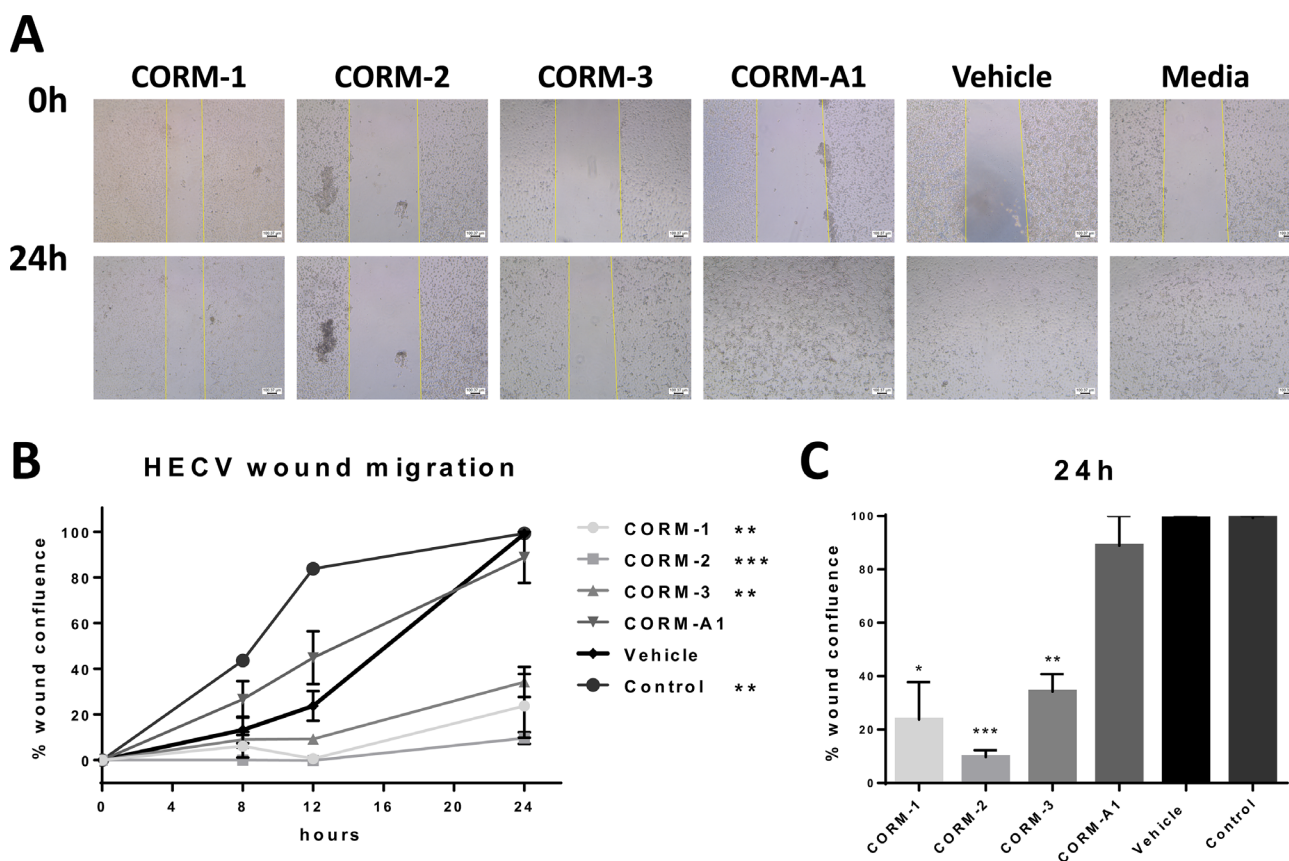 A
CORM-1 CORM-2 CORM-3 CORM-A1 Vehicle Media
0h
24h
B
HECV wound migration
% wound confluence
100
80
60
40
20
0
0 4 8 12 16 20 24
hours
CORM-1 **
CORM-2 ***
CORM-3 **
CORM-A1
Vehicle
Control **
C
24h
% wound confluence
100
80
60
40
20
0
*
***
**
CORM-1
CORM-2
CORM-3
CORM-A1
Vehicle
Control